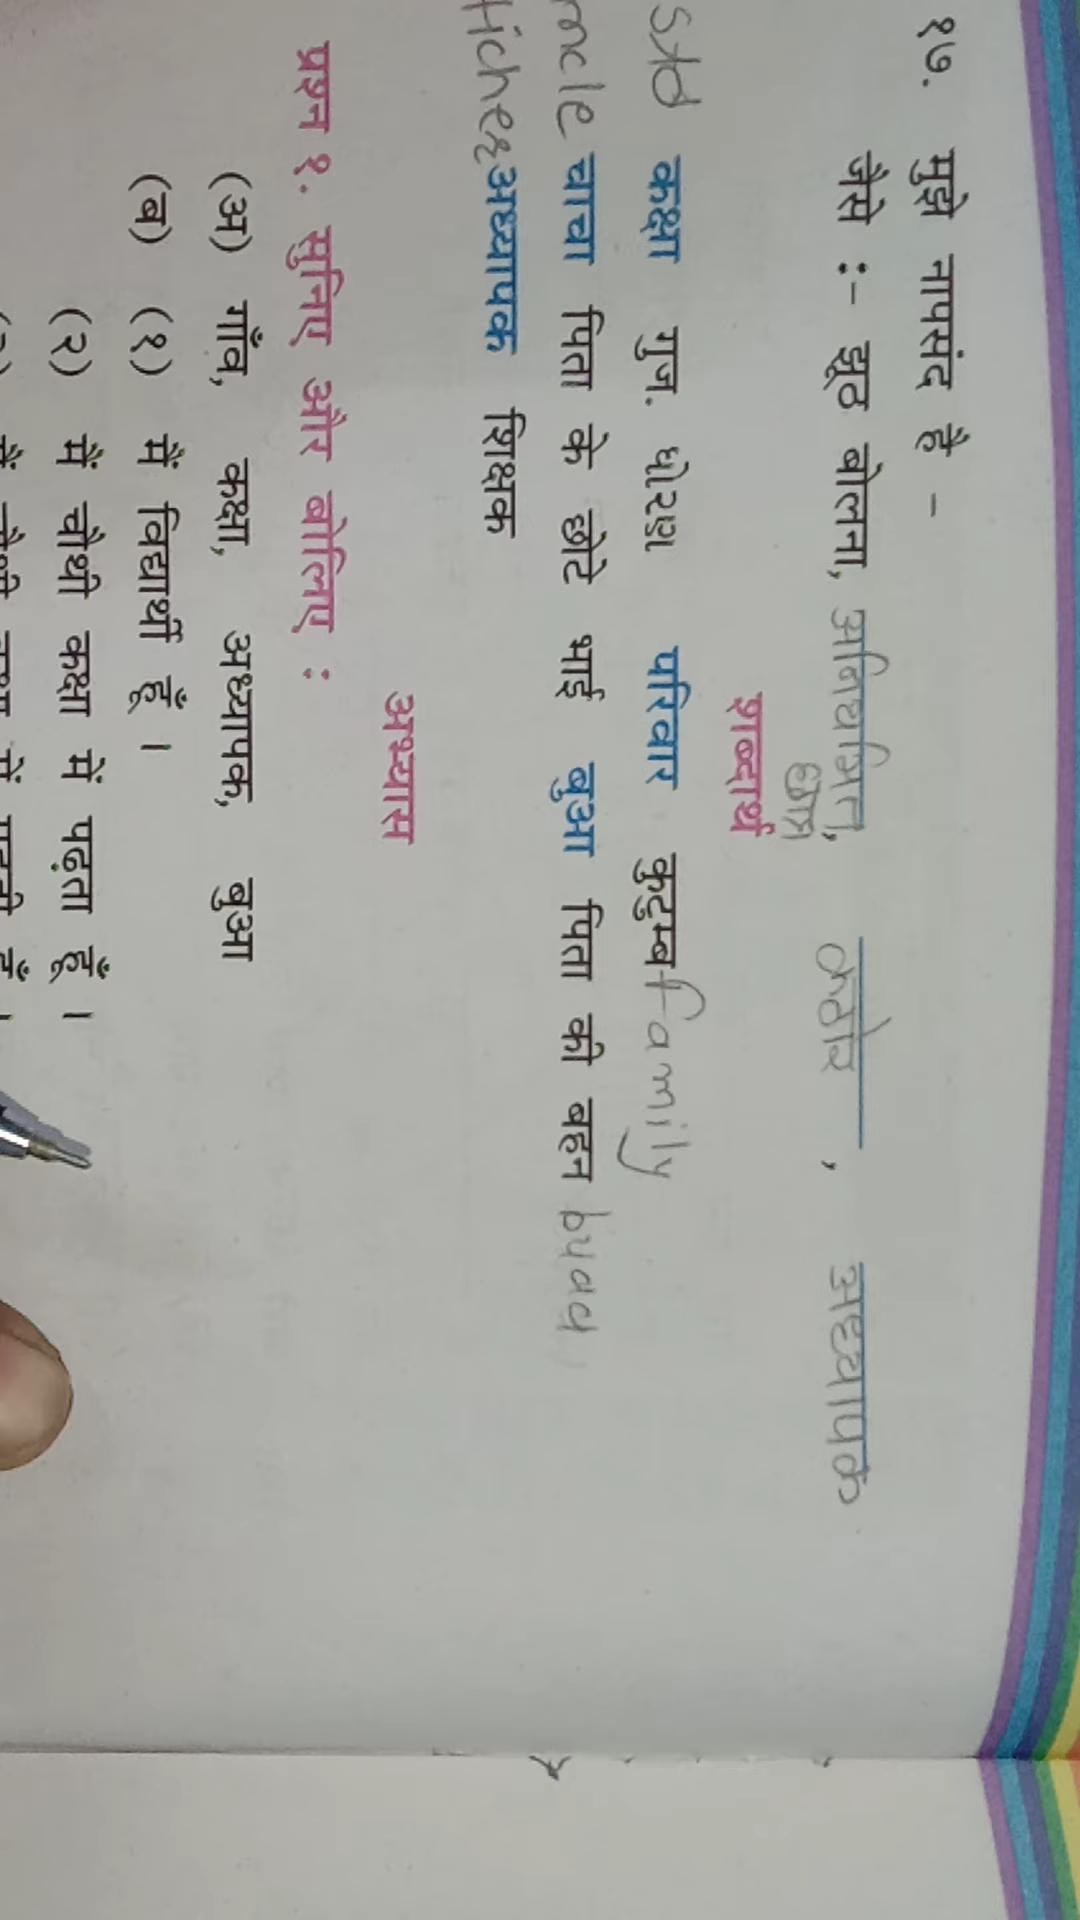 १७. मुझे नापसंद है -
जैसे :- झूठ बोलना, अनियमित, कठोर , अध्यापक
छात्र
शब्दार्थ
std कक्षा गुज. धोरण परिवार कुटुम्ब family
uncle चाचा पिता के छोटे भाई बुआ पिता की बहन buaa
अध्यापक शिक्षक
अभ्यास
प्रश्न १. सुनिए और बोलिए :
(अ) गाँव, कक्षा, अध्यापक, बुआ
(ब) (१) मैं विद्यार्थी हूँ ।
(२) मैं चौथी कक्षा में पढ़ता हूँ ।